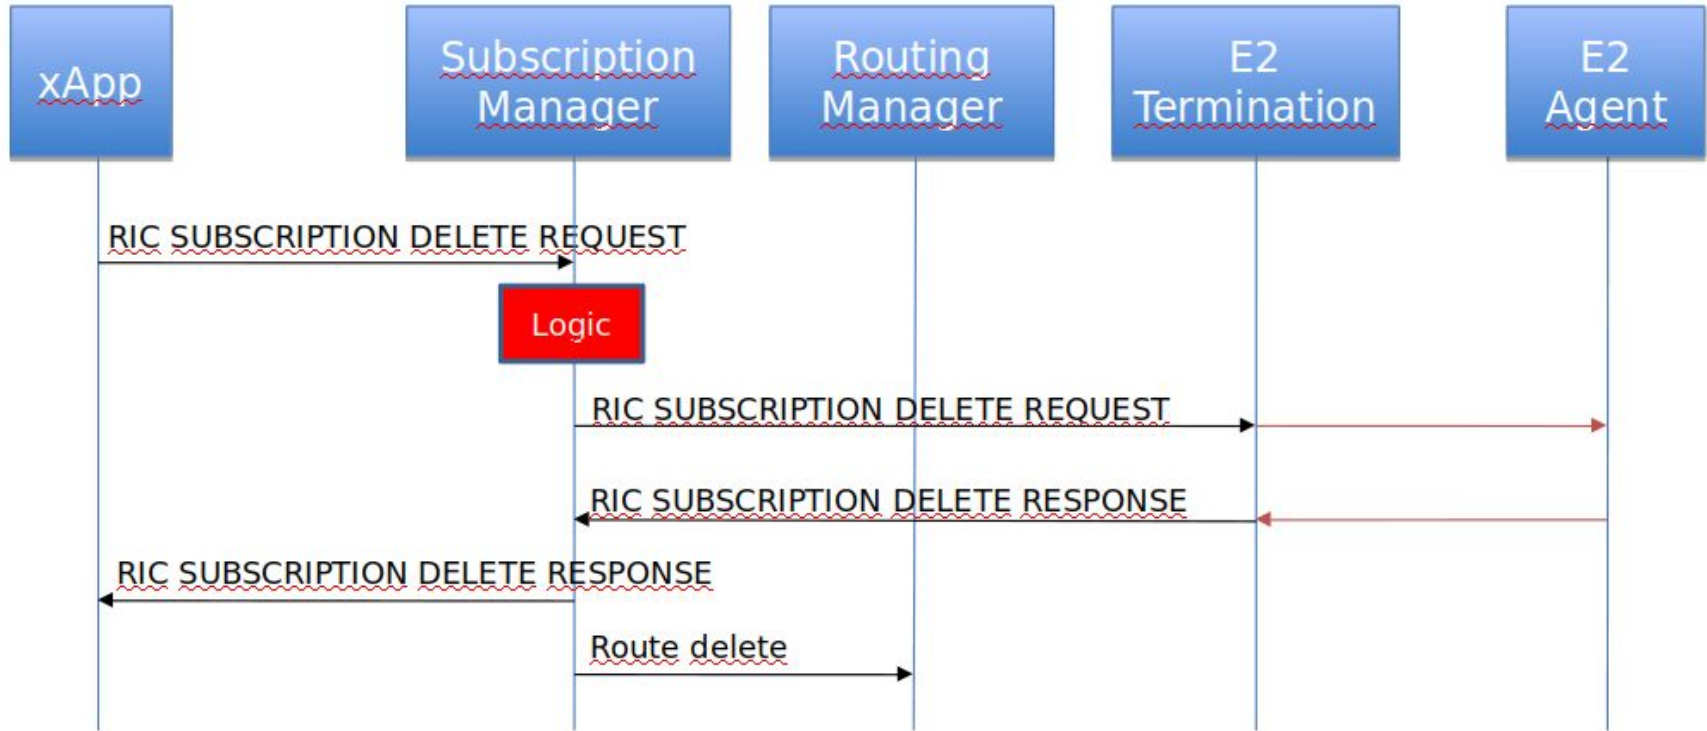 xApp
Subscription
Manager
Routing
Manager
E2
Termination
E2
Agent
RIC SUBSCRIPTION DELETE REQUEST
Logic
RIC SUBSCRIPTION DELETE REQUEST
RIC SUBSCRIPTION DELETE RESPONSE
RIC SUBSCRIPTION DELETE RESPONSE
Route delete